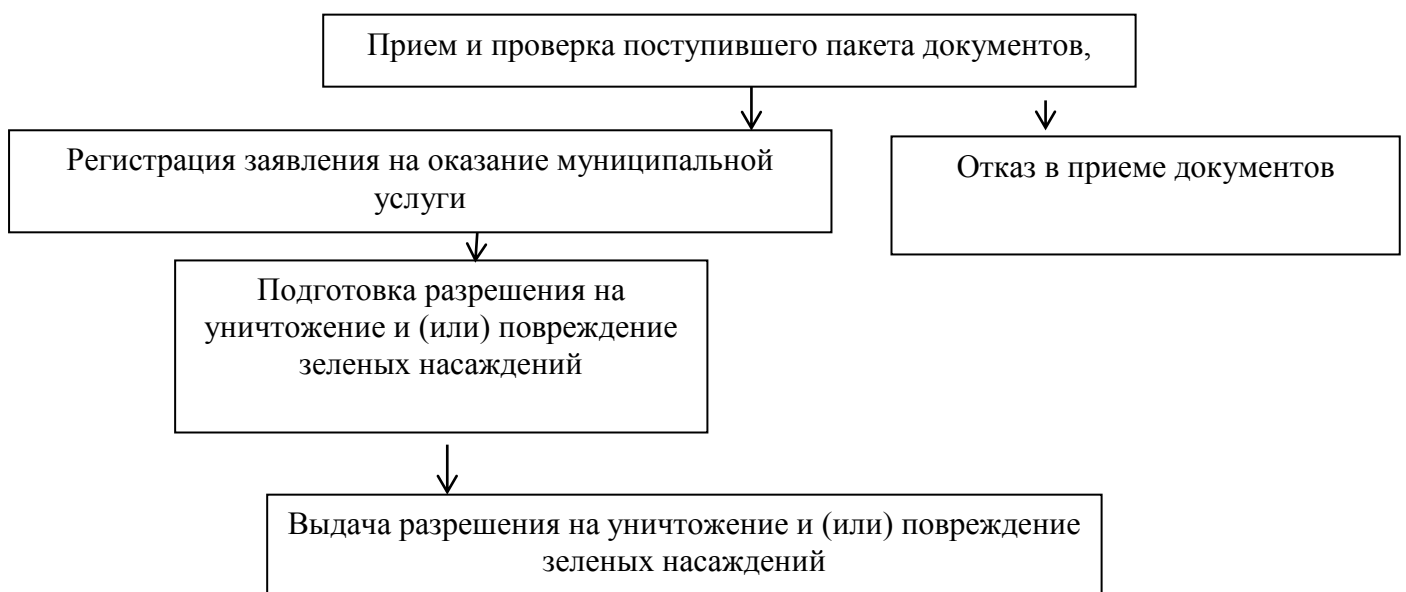 Прием и проверка поступившего пакета документов,
Регистрация заявления на оказание муниципальной
услуги
Отказ в приеме документов
Подготовка разрешения на
уничтожение и (или) повреждение
зеленых насаждений
Выдача разрешения на уничтожение и (или) повреждение
зеленых насаждений